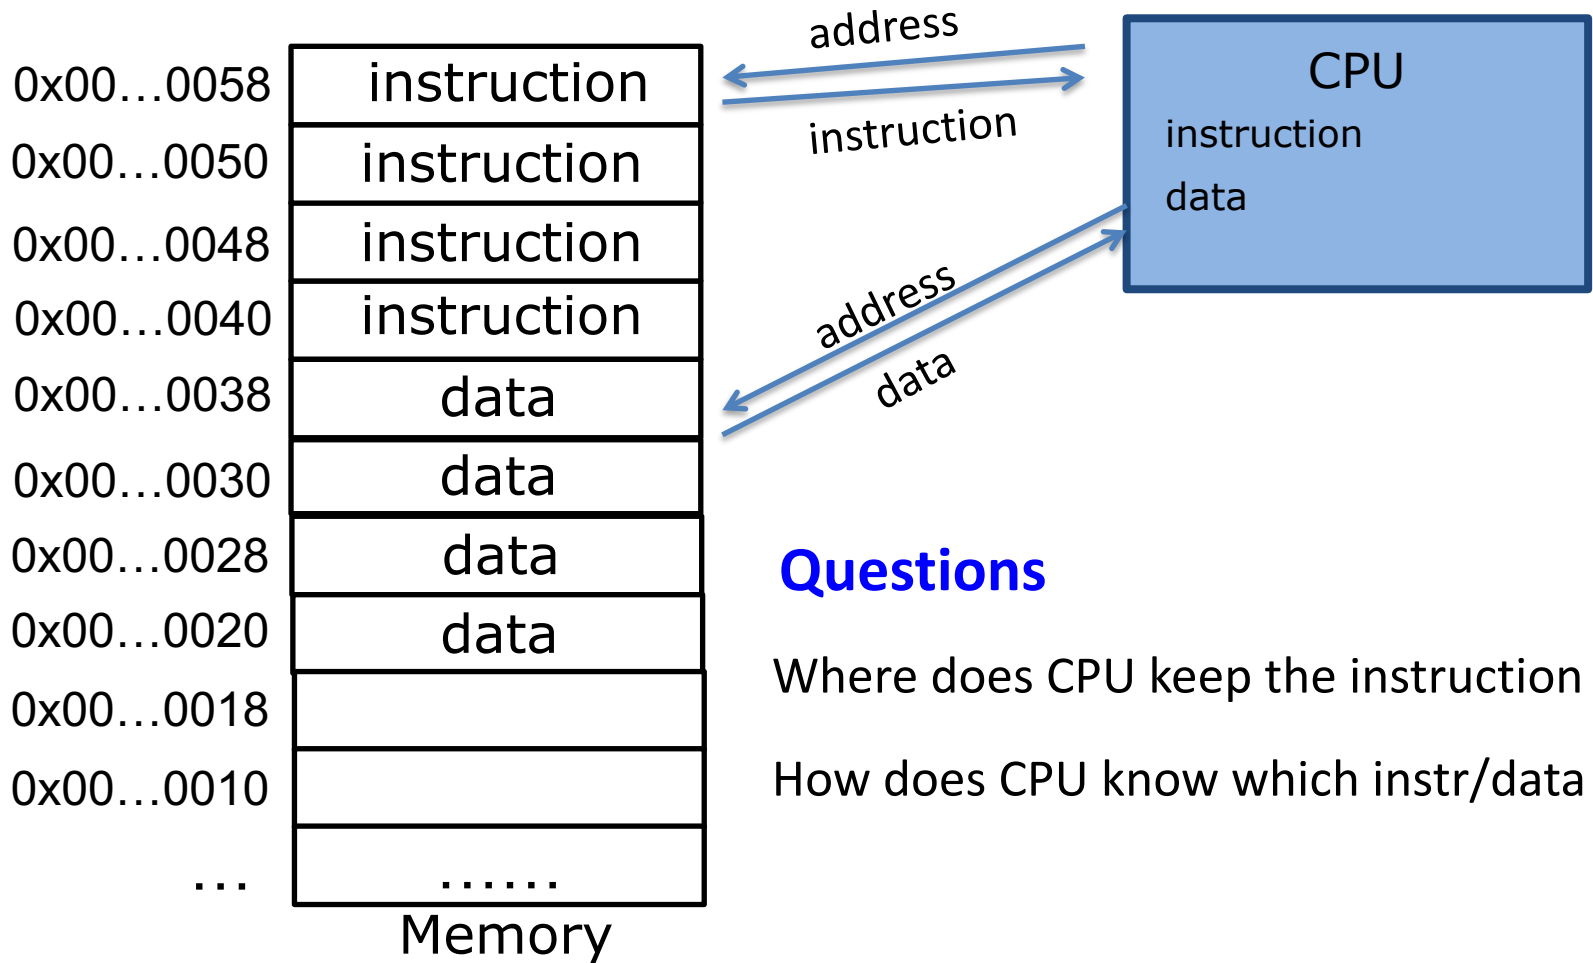 address
0x00...0058 instruction
CPU
instruction
instruction
0x00...0050 instruction
data
0x00...0048 instruction
0x00...0040 instruction
address
data
0x00...0038 data
0x00...0030 data
0x00...0028 data
Questions
0x00...0020 data
Where does CPU keep the instruction
0x00...0018
How does CPU know which instr/data
0x00...0010
... ......
Memory